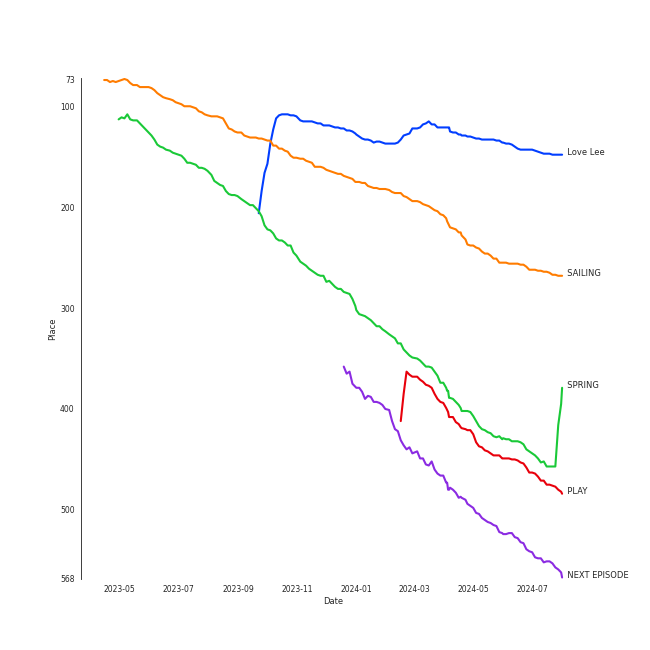 73
100
200
300
400
500
568
Place
2023-05
2023-07
2023-09
2023-11
2024-01
2024-03
2024-05
2024-07
Date
Love Lee
SAILING
SPRING
PLAY
NEXT EPISODE